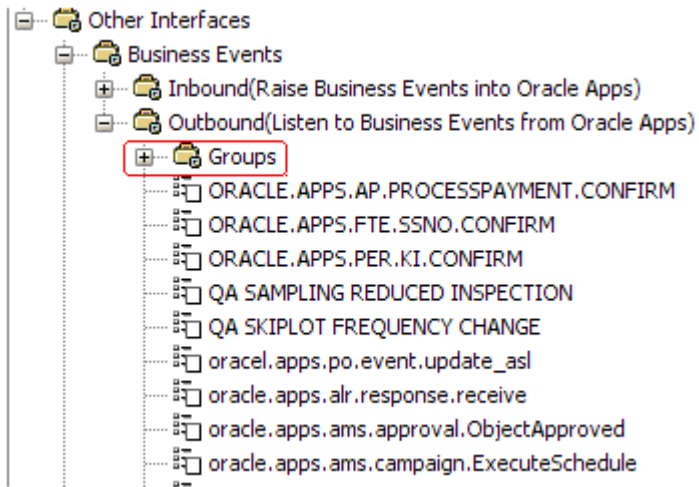 Other Interfaces
Business Events
Inbound(Raise Business Events into Oracle Apps)
Outbound(Listen to Business Events from Oracle Apps)
Groups
ORACLE.APPS.AP.PROCESSPAYMENT.CONFIRM
ORACLE.APPS.FTE.SSNO.CONFIRM
ORACLE.APPS.PER.KI.CONFIRM
QA SAMPLING REDUCED INSPECTION
QA SKIPLOT FREQUENCY CHANGE
oracel.apps.po.event.update_asl
oracle.apps.alr.response.receive
oracle.apps.ams.approval.ObjectApproved
oracle.apps.ams.campaign.ExecuteSchedule